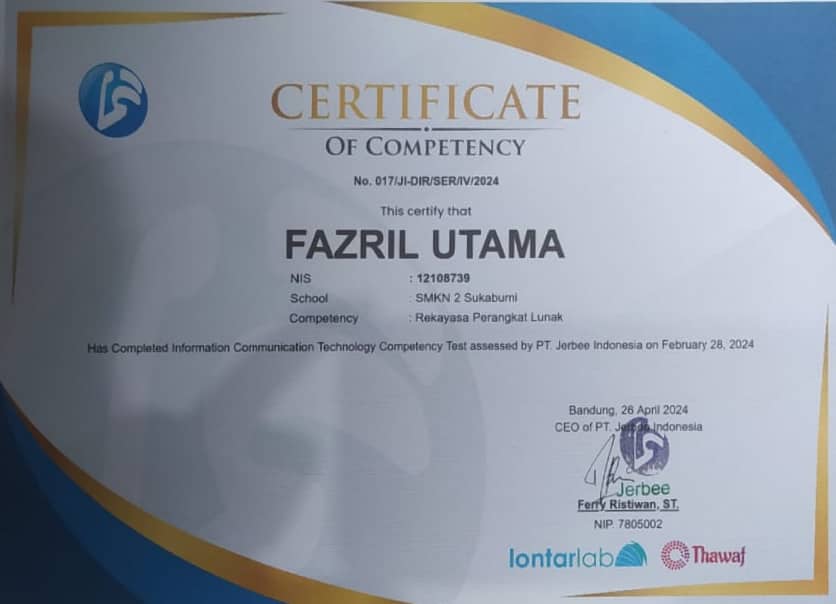 CERTIFICATE
OF COMPETENCY
No. 017/JI-DIR/SER/IV/2024
This certify that
FAZRIL UTAMA
NIS : 12108739
School : SMKN 2 Sukabumi
Competency : Rekayasa Perangkat Lunak
Has Completed Information Communication Technology Competency Test assessed by PT. Jerbee Indonesia on February 28, 2024
Bandung, 26 April 2024
CEO of PT. Jerbee Indonesia
Jerbee
Ferry Ristiwan, ST.
NIP. 7805002
lontarlab
Thawaf